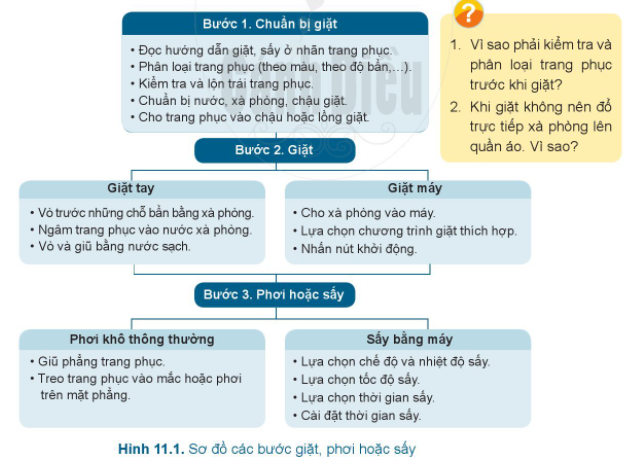 Bước 1. Chuẩn bị giặt
• Đọc hướng dẫn giặt, sấy ở nhãn trang phục.
• Phân loại trang phục (theo màu, theo độ bẩn,...).
• Kiểm tra và lộn trái trang phục.
• Chuẩn bị nước, xà phòng, chậu giặt.
• Cho trang phục vào chậu hoặc lồng giặt.
?
1. Vì sao phải kiểm tra và
phân loại trang phục
trước khi giặt?
2. Khi giặt không nên đổ
trực tiếp xà phòng lên
quần áo. Vì sao?
Bước 2. Giặt
Giặt tay
• Vò trước những chỗ bẩn bằng xà phòng.
• Ngâm trang phục vào nước xà phòng.
• Vò và giũ bằng nước sạch.
Giặt máy
• Cho xà phòng vào máy.
• Lựa chọn chương trình giặt thích hợp.
• Nhấn nút khởi động.
Bước 3. Phơi hoặc sấy
Phơi khô thông thường
• Giũ phẳng trang phục.
• Treo trang phục vào mắc hoặc phơi
trên mặt phẳng.
Sấy bằng máy
• Lựa chọn chế độ và nhiệt độ sấy.
• Lựa chọn tốc độ sấy.
• Lựa chọn thời gian sấy.
• Cài đặt thời gian sấy.
Hình 11.1. Sơ đồ các bước giặt, phơi hoặc sấy